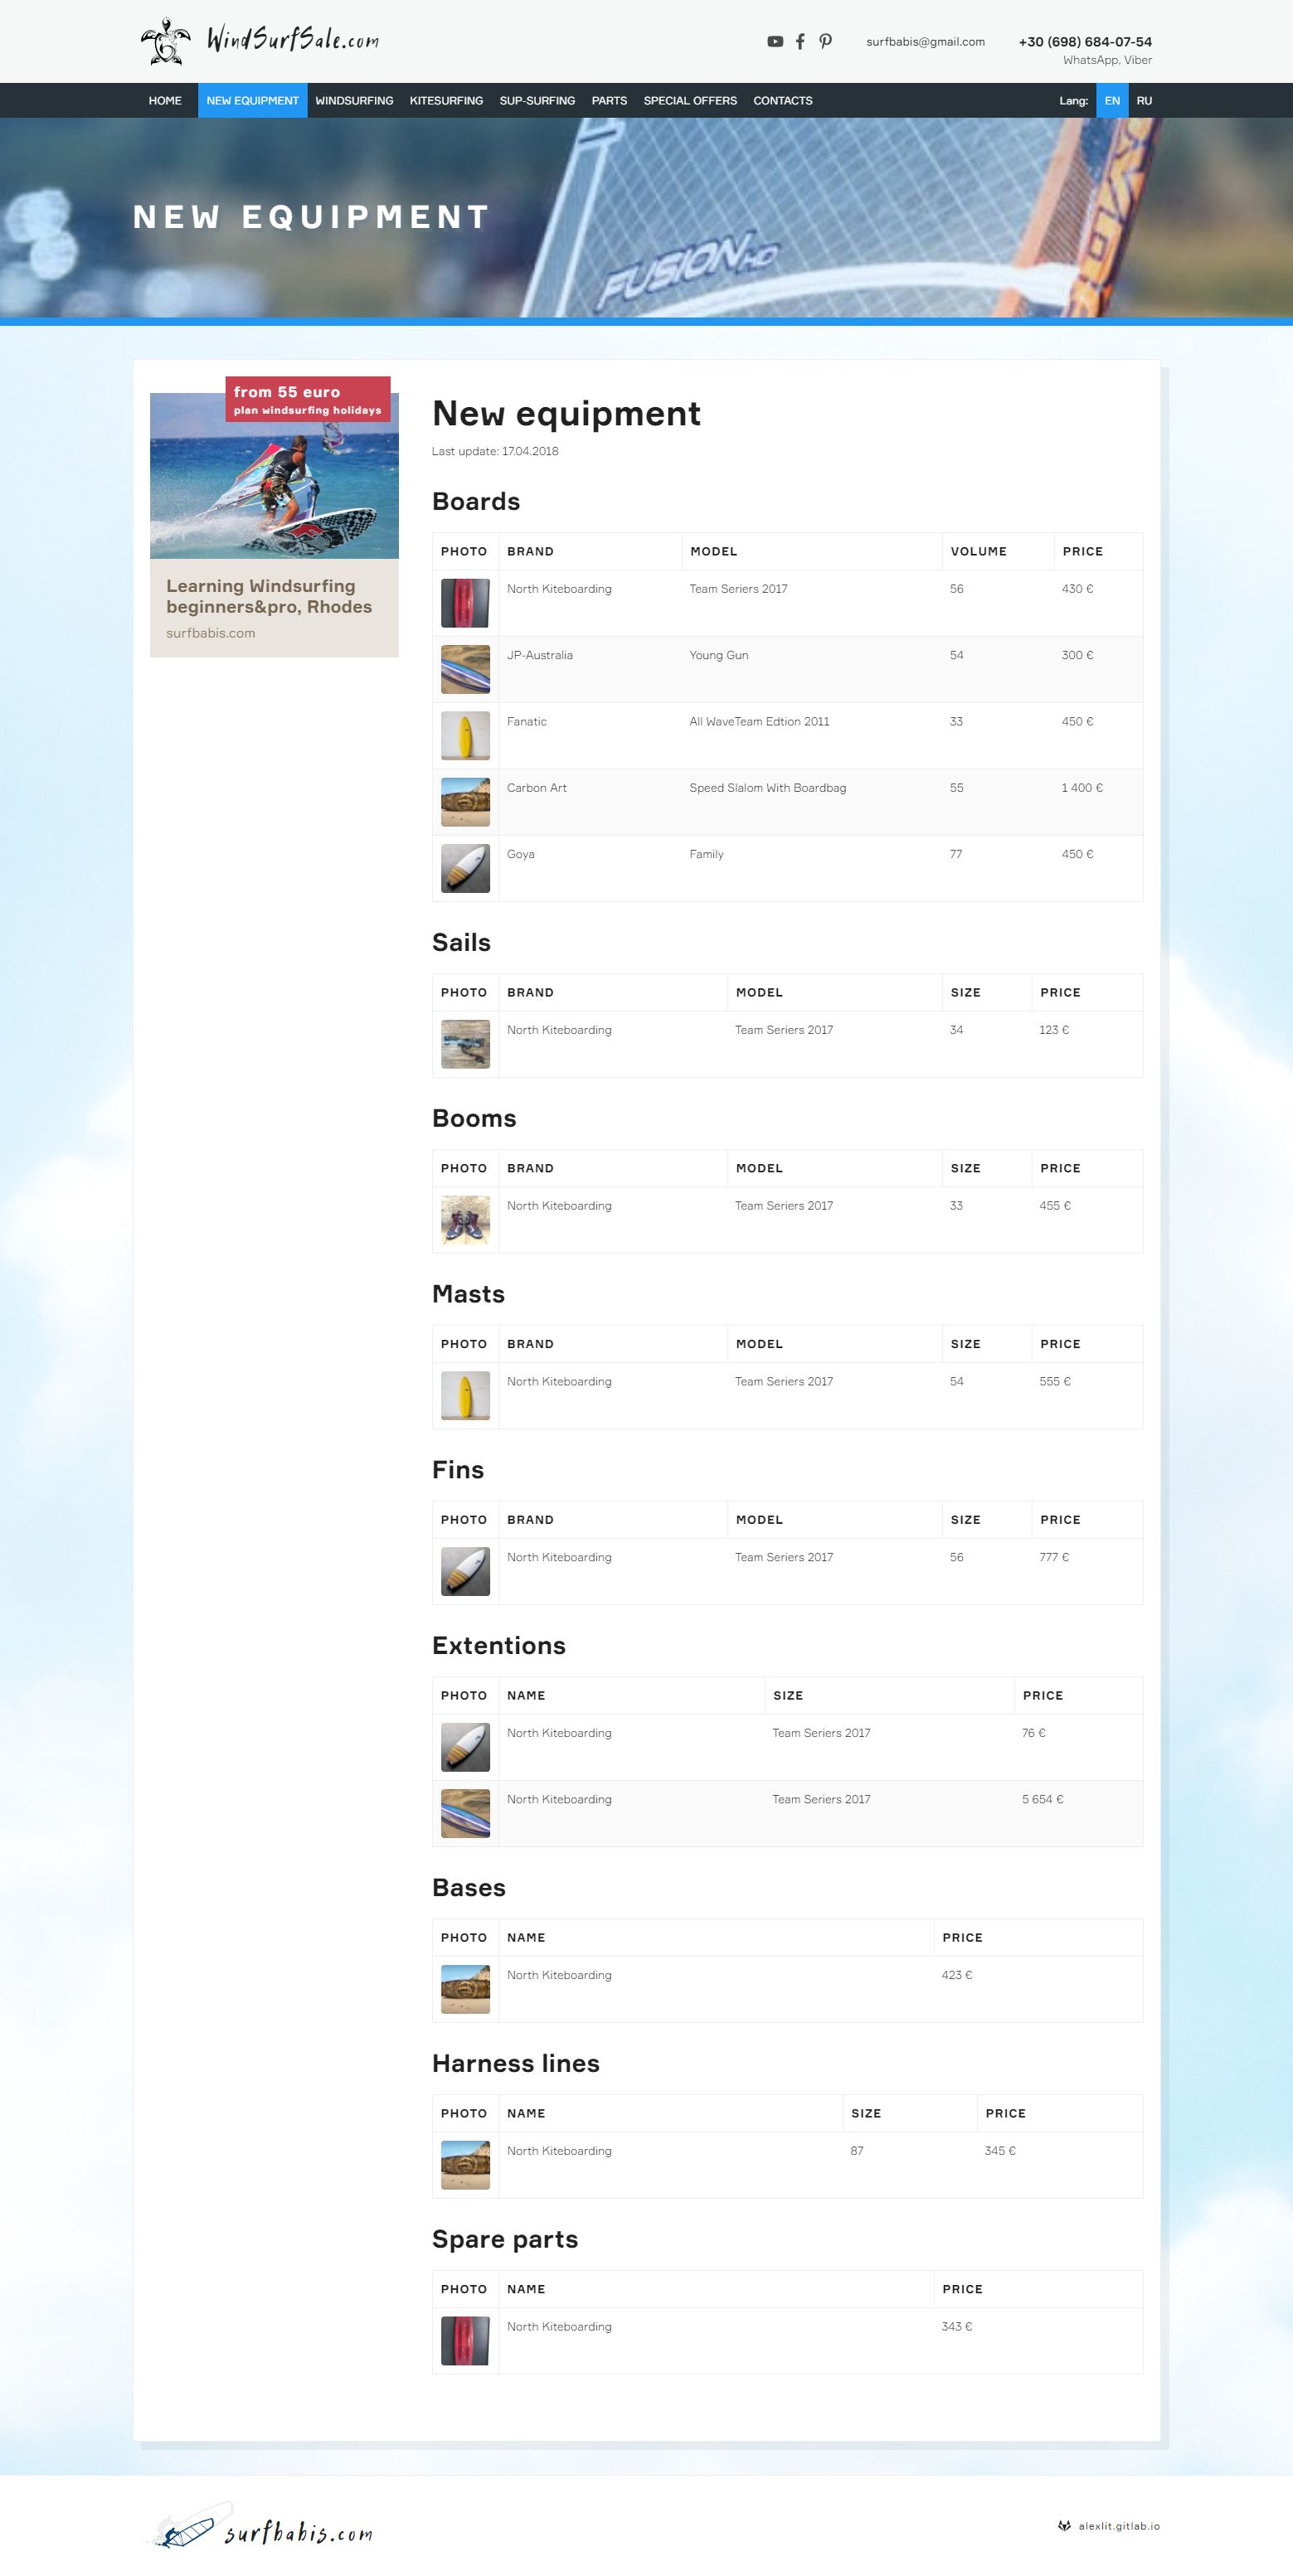 WindSurfSale.com
surfbabis@gmail.com
+30 (698) 684-07-54
WhatsApp, Viber
HOME NEW EQUIPMENT WINDSURFING KITESURFING SUP-SURFING PARTS SPECIAL OFFERS CONTACTS Lang: EN RU
NEW EQUIPMENT
FUSION HD
from 55 euro
plan windsurfing holidays
Learning Windsurfing
beginners&pro, Rhodes
surfbabis.com
New equipment
Last update: 17.04.2018
Boards
PHOTO BRAND MODEL VOLUME PRICE
North Kiteboarding Team Seriers 2017 56 430 €
JP-Australia Young Gun 54 300 €
Fanatic All WaveTeam Edtion 2011 33 450 €
Carbon Art Speed Slalom With Boardbag 55 1 400 €
Goya Family 77 450 €
Sails
PHOTO BRAND MODEL SIZE PRICE
North Kiteboarding Team Seriers 2017 34 123 €
Booms
PHOTO BRAND MODEL SIZE PRICE
North Kiteboarding Team Seriers 2017 33 455 €
Masts
PHOTO BRAND MODEL SIZE PRICE
North Kiteboarding Team Seriers 2017 54 555 €
Fins
PHOTO BRAND MODEL SIZE PRICE
North Kiteboarding Team Seriers 2017 56 777 €
Extentions
PHOTO NAME SIZE PRICE
North Kiteboarding Team Seriers 2017 76 €
North Kiteboarding Team Seriers 2017 5 654 €
Bases
PHOTO NAME PRICE
North Kiteboarding 423 €
Harness lines
PHOTO NAME SIZE PRICE
North Kiteboarding 87 345 €
Spare parts
PHOTO NAME PRICE
North Kiteboarding 343 €
surfbabis.com
alexlit.gitlab.io